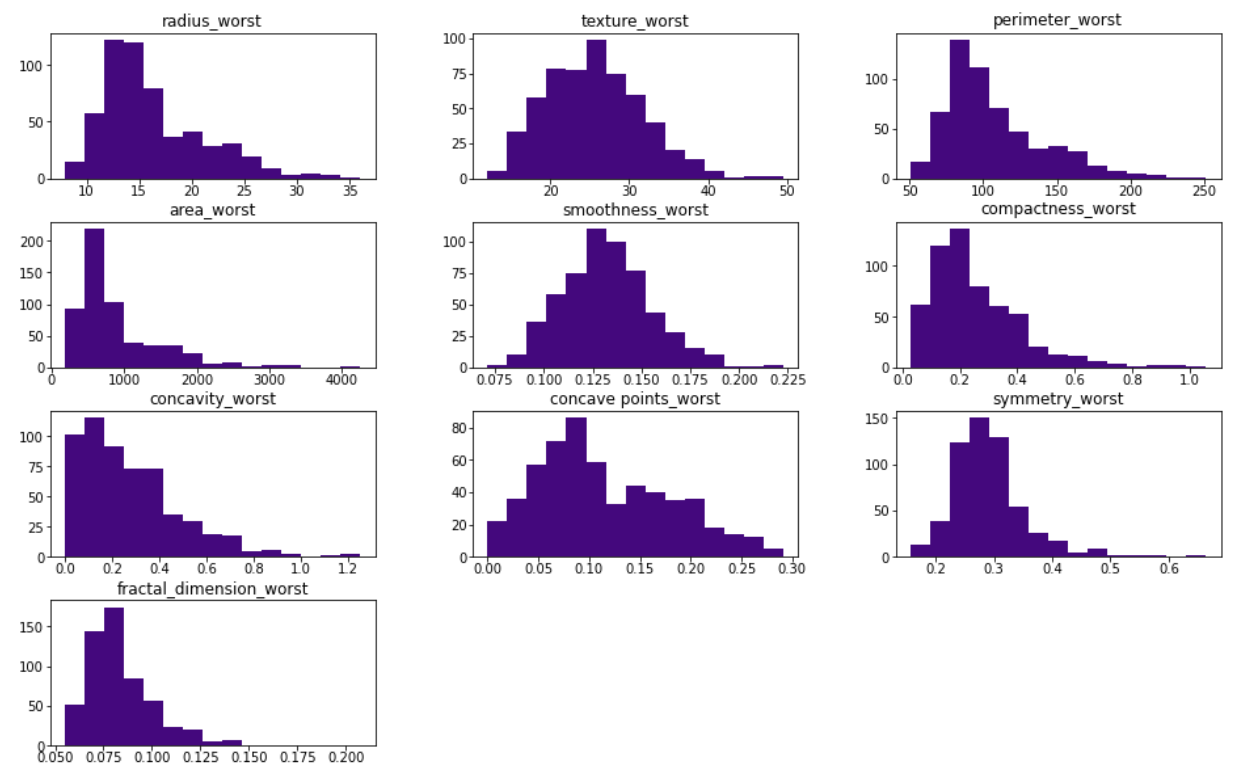 radius_worst
texture_worst
perimeter_worst
100
50
0
10 15 20 25 30 35
100
75
50
25
0
20 30 40 50
100
50
0
50 100 150 200 250
area_worst
smoothness_worst
compactness_worst
200
150
100
50
0
0 1000 2000 3000 4000
100
75
50
25
0
0.075 0.100 0.125 0.150 0.175 0.200 0.225
100
50
0
0.0 0.2 0.4 0.6 0.8 1.0
concavity_worst
concave points_worst
symmetry_worst
100
75
50
25
0
0.0 0.2 0.4 0.6 0.8 1.0 1.2
80
60
40
20
0
0.00 0.05 0.10 0.15 0.20 0.25 0.30
150
100
50
0
0.2 0.3 0.4 0.5 0.6
fractal_dimension_worst
150
100
50
0
0.050 0.075 0.100 0.125 0.150 0.175 0.200